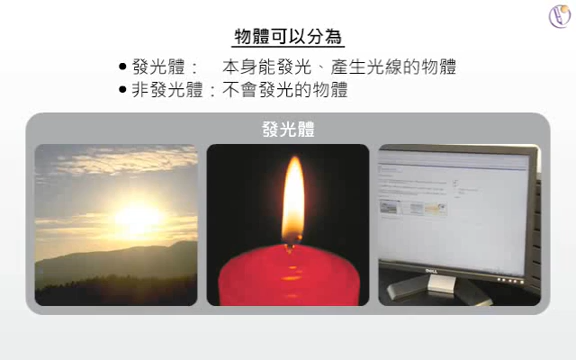 物體可以分為
●發光體： 本身能發光、產生光線的物體
●非發光體：不會發光的物體
發光體
DELL